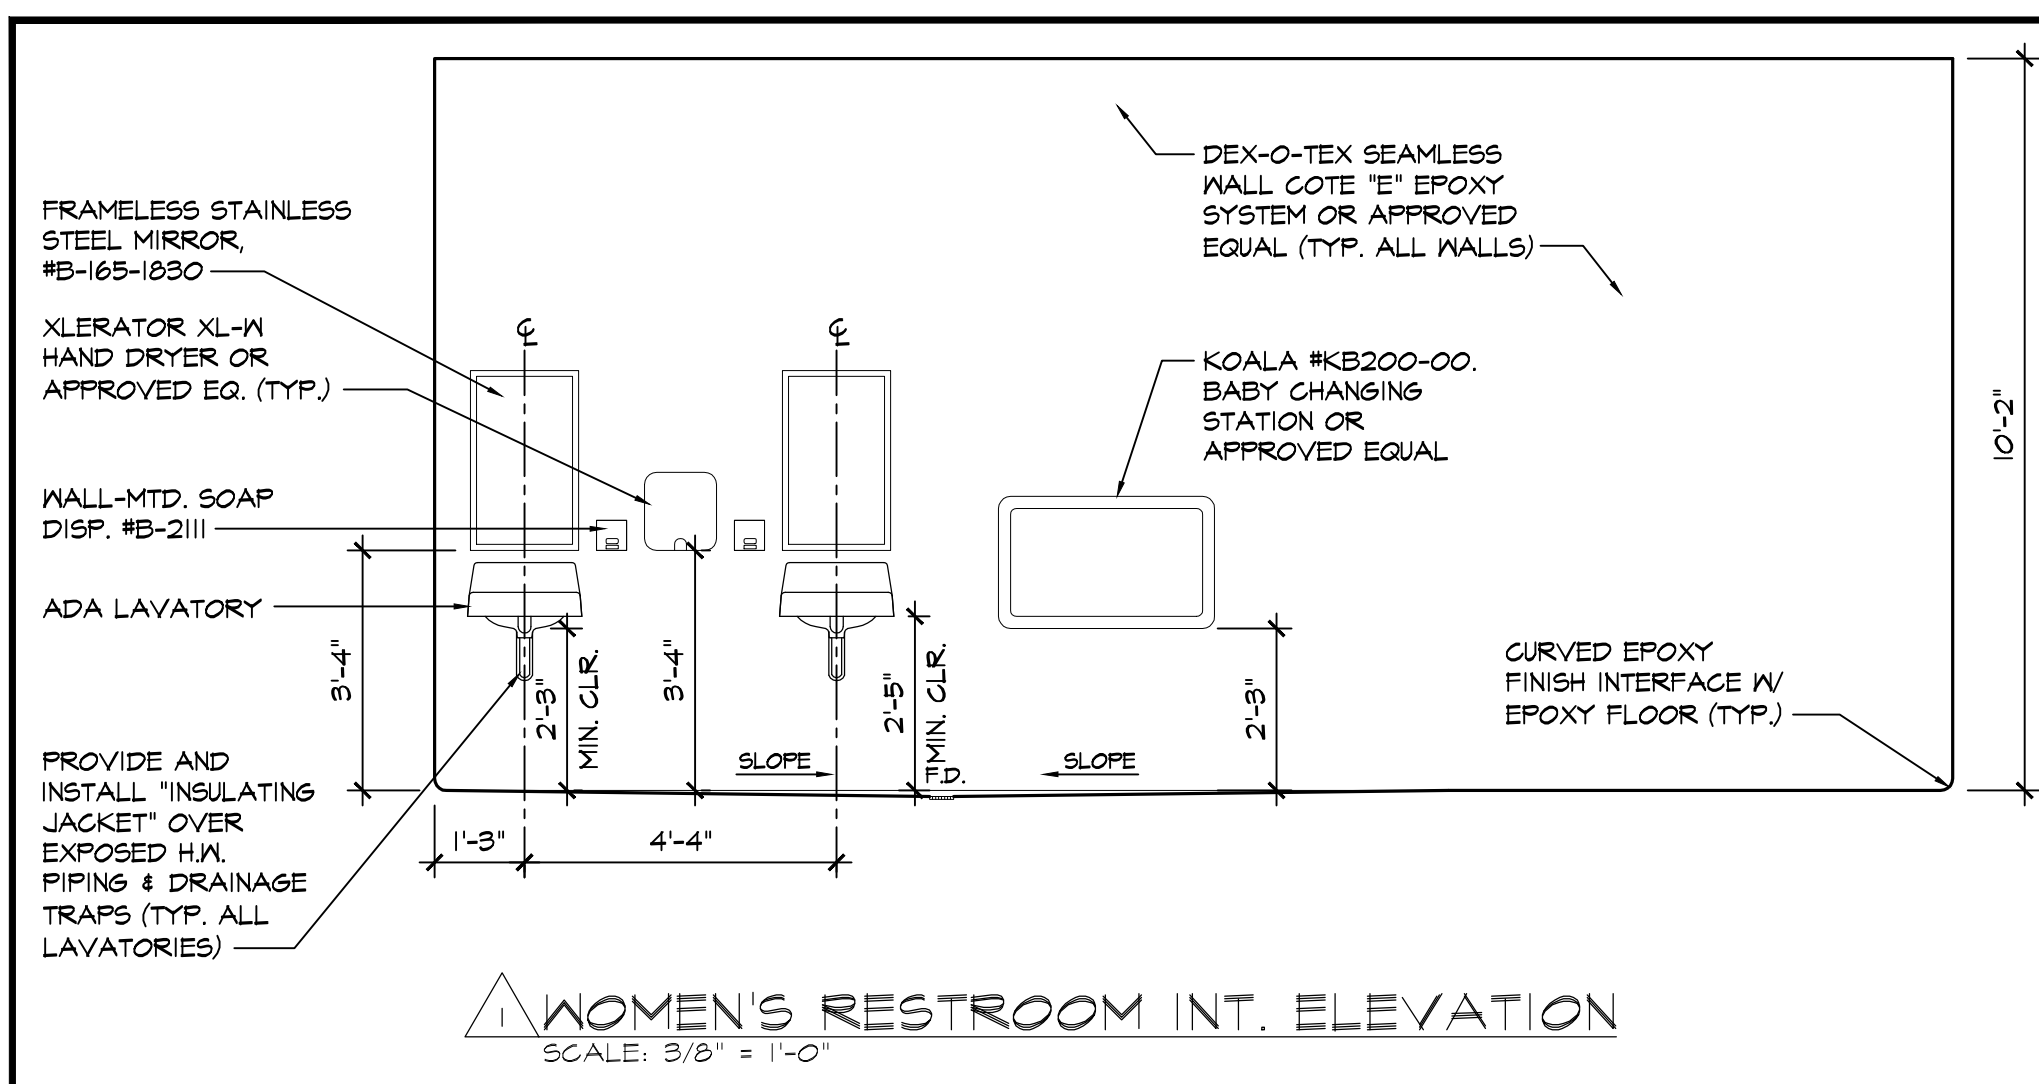 FRAMELESS STAINLESS
STEEL MIRROR,
#B-165-1830
XLERATOR XL-W
HAND DRYER OR
APPROVED EQ. (TYP.)
WALL-MTD. SOAP
DISP. #B-2111
ADA LAVATORY
PROVIDE AND
INSTALL "INSULATING
JACKET" OVER
EXPOSED H.W.
PIPING & DRAINAGE
TRAPS (TYP. ALL
LAVATORIES)
℄
℄
DEX-O-TEX SEAMLESS
WALL COTE "E" EPOXY
SYSTEM OR APPROVED
EQUAL (TYP. ALL WALLS)
KOALA #KB200-00.
BABY CHANGING
STATION OR
APPROVED EQUAL
CURVED EPOXY
FINISH INTERFACE W/
EPOXY FLOOR (TYP.)
10'-2"
3'-4"
2'-3"
MIN. CLR.
3'-4"
2'-5"
MIN. CLR.
2'-3"
SLOPE
F.D.
SLOPE
1'-3"
4'-4"
1
WOMEN'S RESTROOM INT. ELEVATION
SCALE: 3/8" = 1'-0"